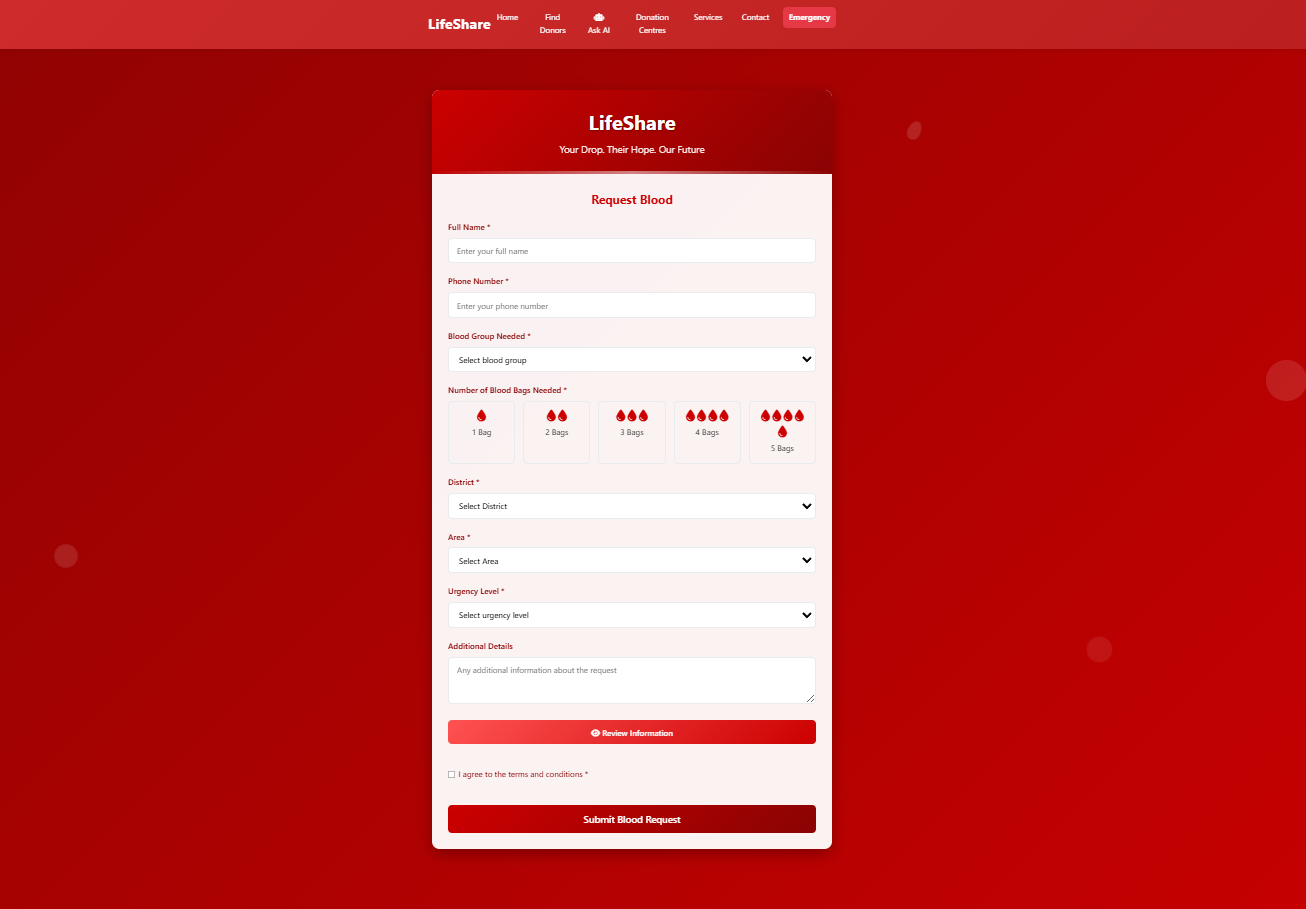 LifeShare
Home
Find
Donors
Ask AI
Donation
Centres
Services
Contact
Emergency
LifeShare
Your Drop. Their Hope. Our Future
Request Blood
Full Name *
Enter your full name
Phone Number *
Enter your phone number
Blood Group Needed *
Select blood group
Number of Blood Bags Needed *
1 Bag
2 Bags
3 Bags
4 Bags
5 Bags
District *
Select District
Area *
Select Area
Urgency Level *
Select urgency level
Additional Details
Any additional information about the request
Review Information
I agree to the terms and conditions *
Submit Blood Request